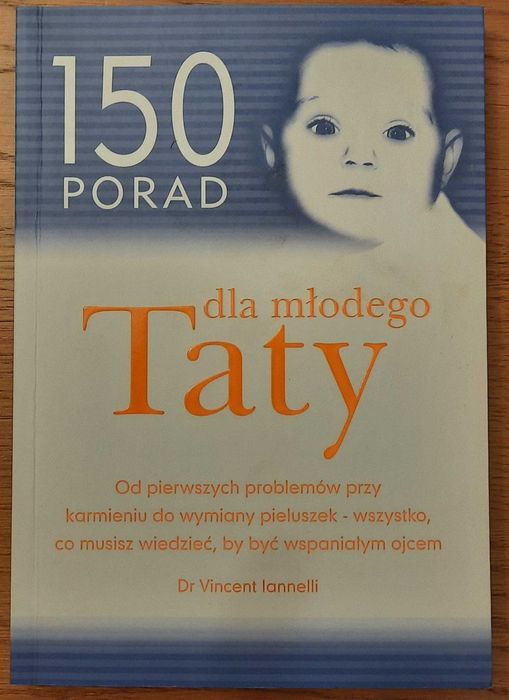 150
PORAD
dla młodego
Taty
Od pierwszych problemów przy
karmieniu do wymiany pieluszek - wszystko,
co musisz wiedzieć, by być wspaniałym ojcem
Dr Vincent Iannelli